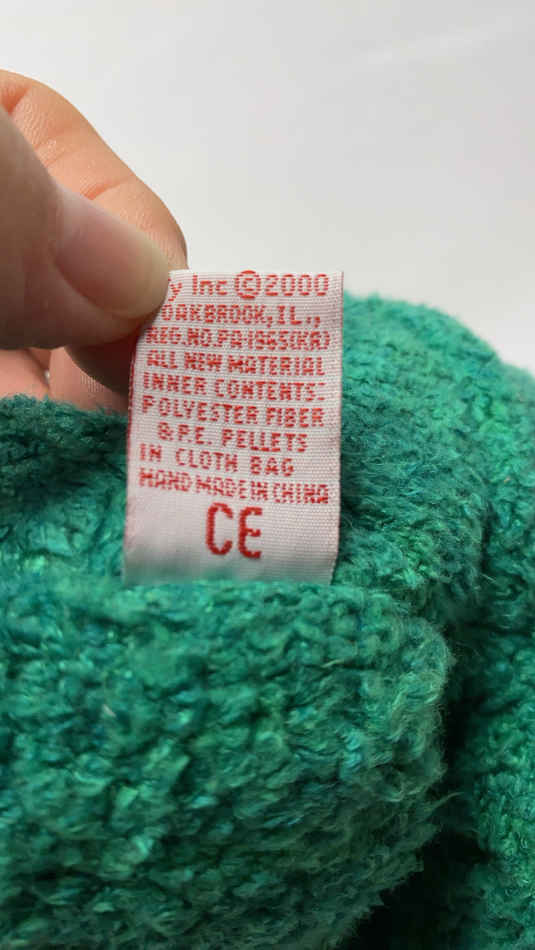 y Inc ©2000
OAKBROOK, IL.,
REG.NO.PA-1965(KR)
ALL NEW MATERIAL
INNER CONTENTS:
POLYESTER FIBER
& P.E. PELLETS
IN CLOTH BAG
HAND MADE IN CHINA
CE